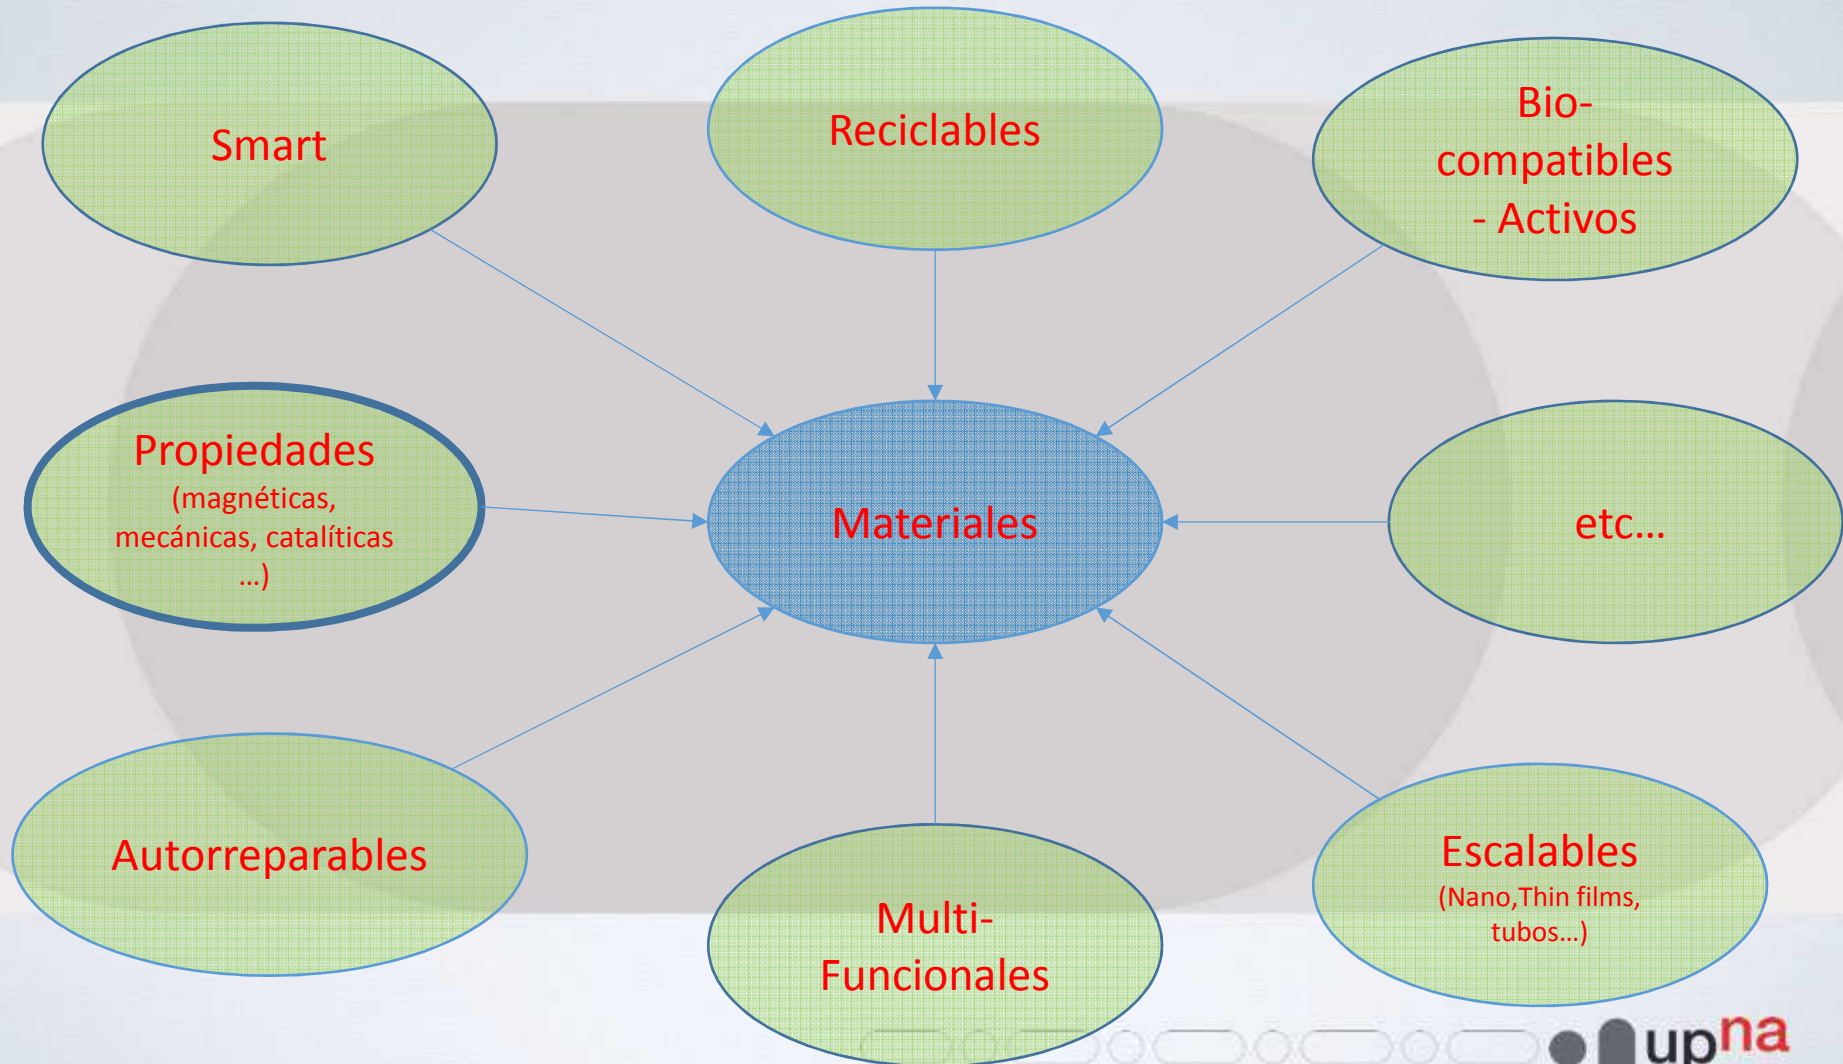 Smart
Reciclables
Bio-
compatibles
- Activos
Propiedades
(magnéticas,
mecánicas, catalíticas
...)
Materiales
etc...
Autorreparables
Multi-
Funcionales
Escalables
(Nano,Thin films,
tubos...)
upna